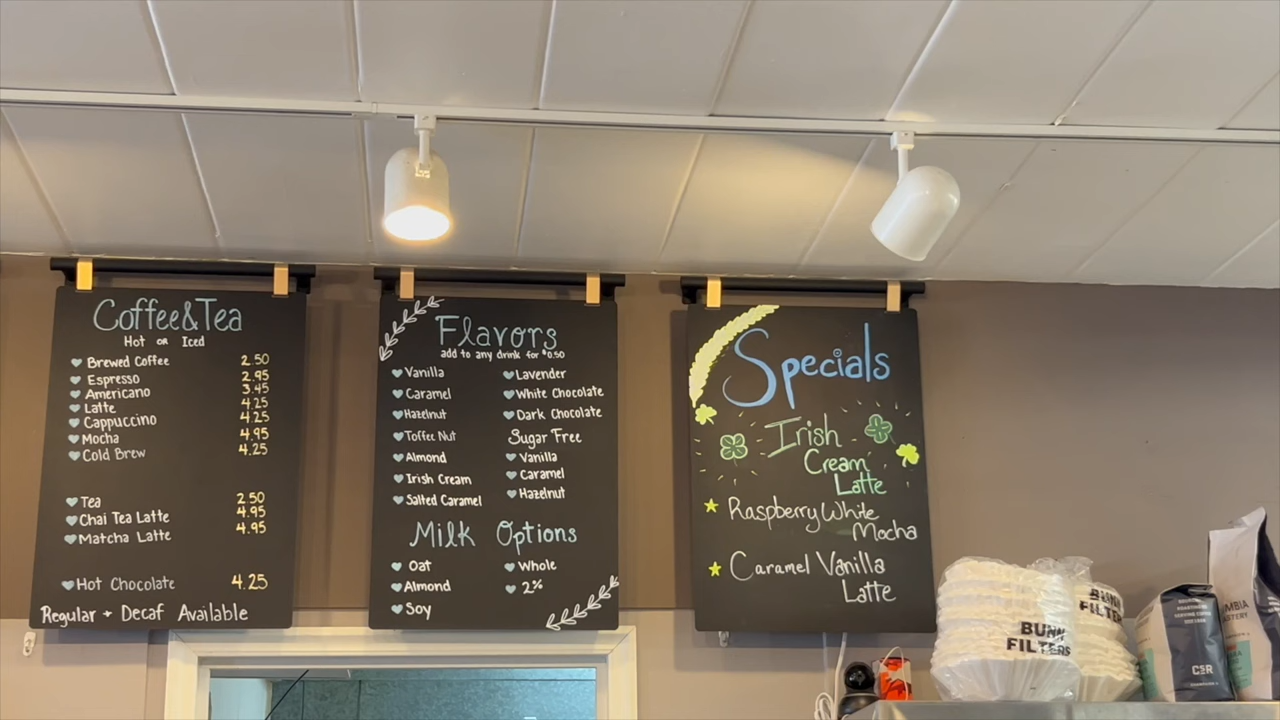 Coffee&Tea
Hot or Iced
Brewed Coffee 2.50
Espresso 2.95
Americano 3.45
Latte 4.25
Cappuccino 4.25
Mocha 4.95
Cold Brew 4.25
Tea 2.50
Chai Tea Latte 4.95
Matcha Latte 4.95
Hot Chocolate 4.25
Regular + Decaf Available
Flavors
add to any drink for $0.50
Vanilla
Caramel
Hazelnut
Toffee Nut
Almond
Irish Cream
Salted Caramel
Lavender
White Chocolate
Dark Chocolate
Sugar Free
Vanilla
Caramel
Hazelnut
Milk Options
Oat
Almond
Soy
Whole
2%
Specials
Irish
Cream
Latte
Raspberry White
Mocha
Caramel Vanilla
Latte
BUNN
FILTERS
BUNN
FILTERS
C&R